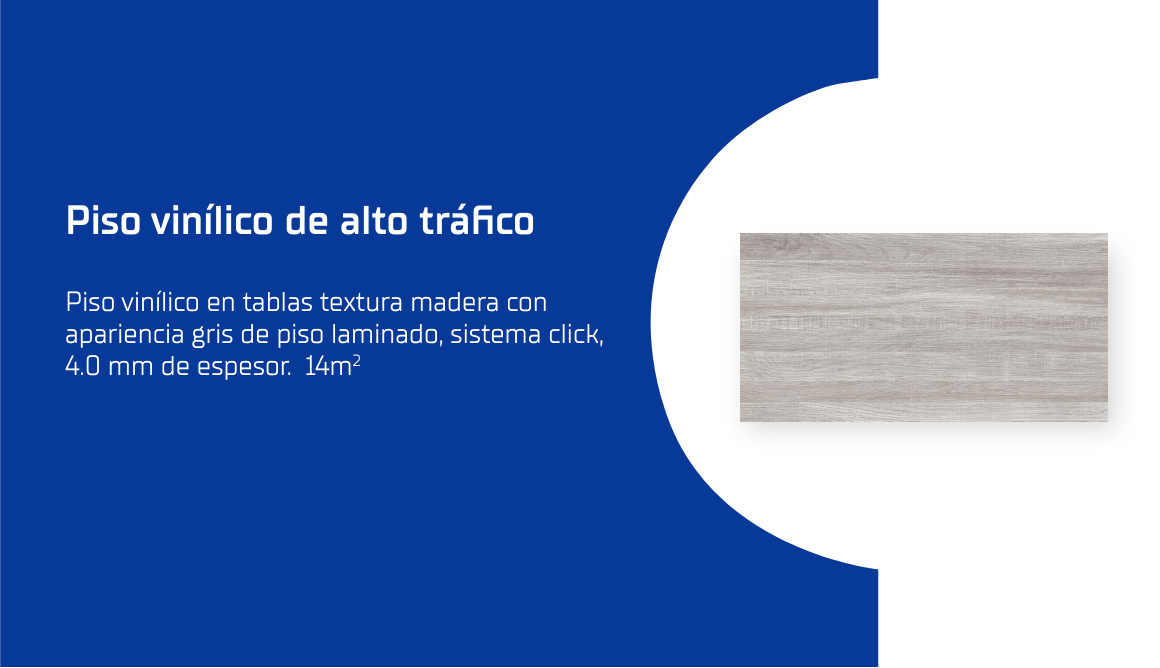 Piso vinílico de alto tráfico
Piso vinílico en tablas textura madera con
apariencia gris de piso laminado, sistema click,
4.0 mm de espesor.  14m²